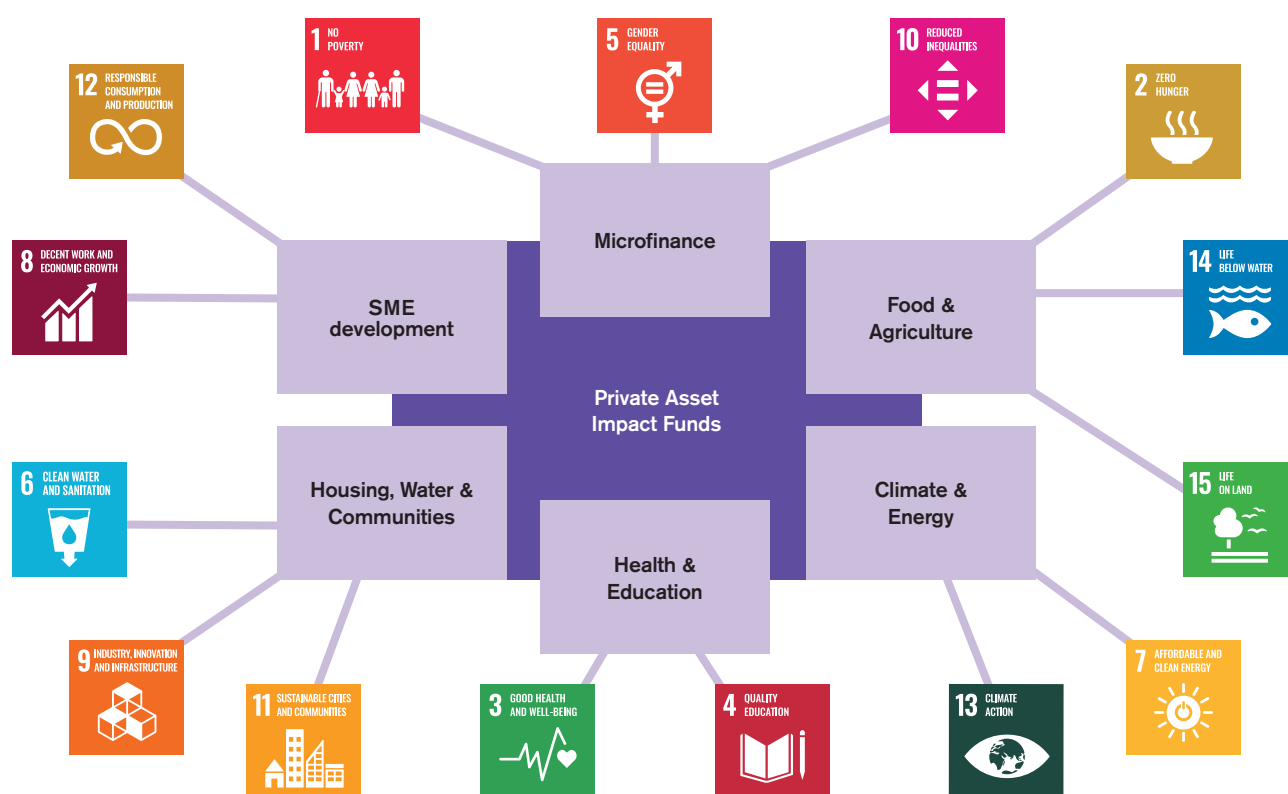 1 NO
POVERTY
5 GENDER
EQUALITY
10 REDUCED
INEQUALITIES
12 RESPONSIBLE
CONSUMPTION
AND PRODUCTION
2 ZERO
HUNGER
Microfinance
8 DECENT WORK AND
ECONOMIC GROWTH
SME
development
Food &
Agriculture
14 LIFE
BELOW WATER
Private Asset
Impact Funds
6 CLEAN WATER
AND SANITATION
Housing, Water &
Communities
Climate &
Energy
15 LIFE
ON LAND
Health &
Education
9 INDUSTRY, INNOVATION
AND INFRASTRUCTURE
11 SUSTAINABLE CITIES
AND COMMUNITIES
3 GOOD HEALTH
AND WELL-BEING
4 QUALITY
EDUCATION
13 CLIMATE
ACTION
7 AFFORDABLE AND
CLEAN ENERGY